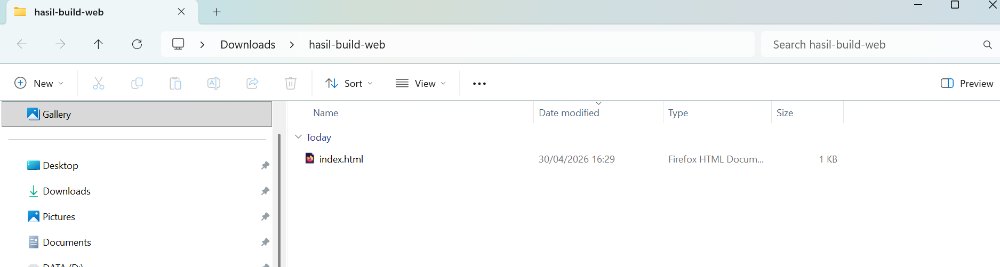 hasil-build-web
Downloads hasil-build-web
Search hasil-build-web
New Sort View Preview
Gallery
Name Date modified Type Size
Today
index.html 30/04/2026 16:29 Firefox HTML Docum... 1 KB
Desktop
Downloads
Pictures
Documents
DATA (D:)